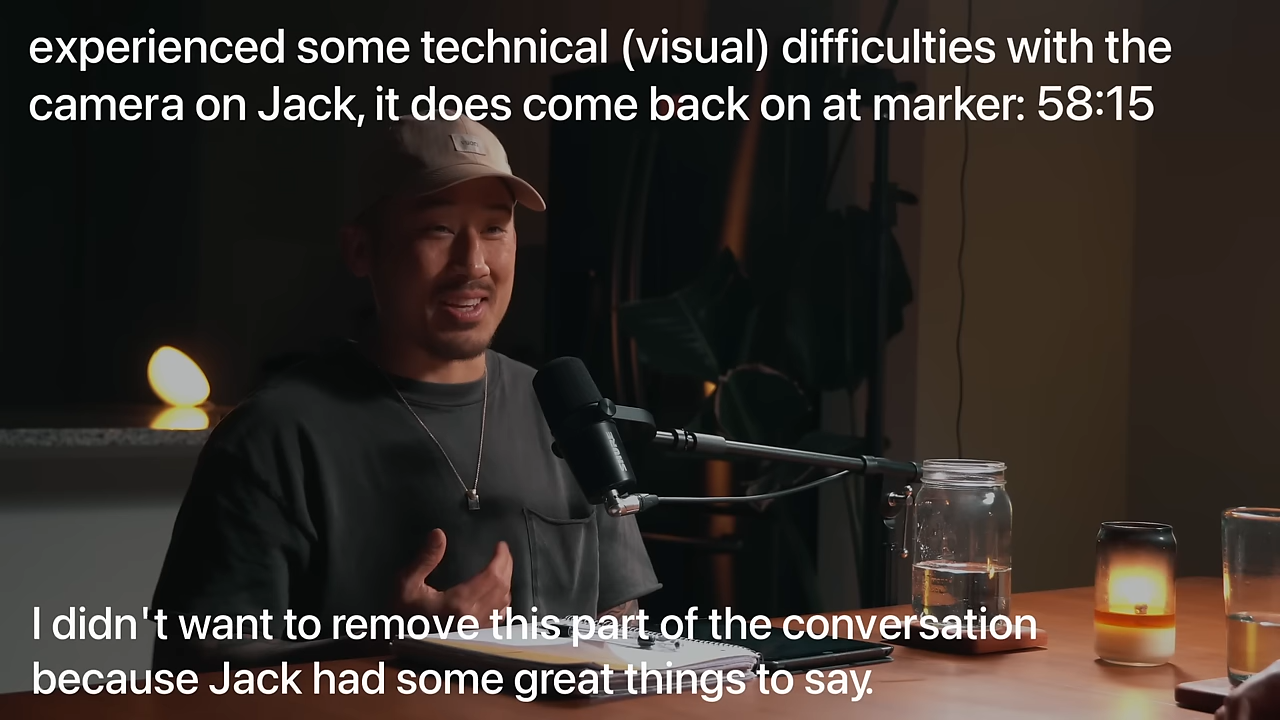 experienced some technical (visual) difficulties with the
camera on Jack, it does come back on at marker: 58:15
SHURE
I didn't want to remove this part of the conversation
because Jack had some great things to say.